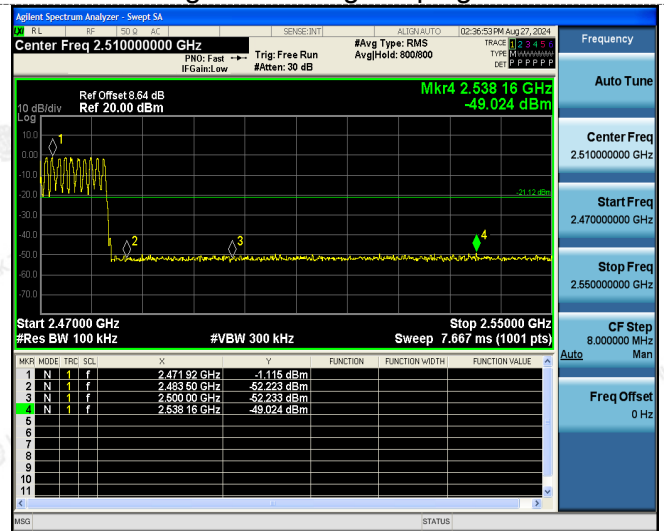 Agilent Spectrum Analyzer - Swept SA
LXI RL RF 50 Ω AC SENSE:INT ALIGN AUTO 02:36:53 PM Aug 27, 2024
Center Freq 2.510000000 GHz
PNO: Fast
IFGain:Low
Trig: Free Run
#Atten: 30 dB
#Avg Type: RMS
Avg|Hold: 800/800
TRACE 1 2 3 4 5 6
TYPE M
DET P P P P P P
Ref Offset 8.64 dB
Ref 20.00 dBm
Mkr4 2.538 16 GHz
-49.024 dBm
10 dB/div
Log
10.0
0.00
-10.0
-20.0
-30.0
-40.0
-50.0
-60.0
-70.0
1
2
3
4
-21.12 dBm
Start 2.47000 GHz
Stop 2.55000 GHz
#Res BW 100 kHz
#VBW 300 kHz
Sweep 7.667 ms (1001 pts)
MKR MODE TRC SCL X Y FUNCTION FUNCTION WIDTH FUNCTION VALUE
1 N 1 f 2.471 92 GHz -1.115 dBm
2 N 1 f 2.483 50 GHz -52.223 dBm
3 N 1 f 2.500 00 GHz -52.233 dBm
4 N 1 f 2.538 16 GHz -49.024 dBm
5
6
7
8
9
10
11
MSG
STATUS
Frequency
Auto Tune
Center Freq
2.510000000 GHz
Start Freq
2.470000000 GHz
Stop Freq
2.550000000 GHz
CF Step
8.000000 MHz
Auto Man
Freq Offset
0 Hz